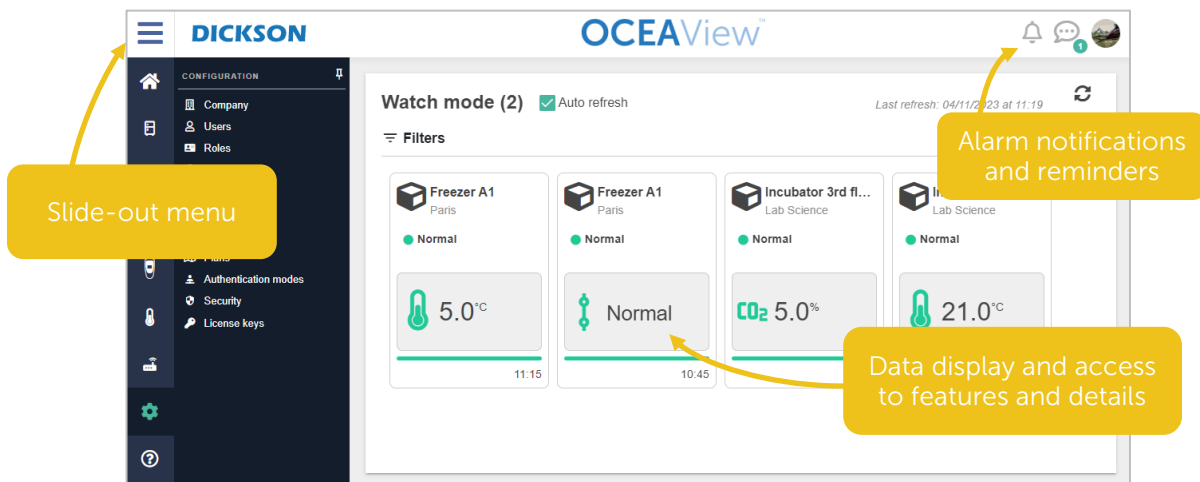 DICKSON
OCEAView™
1
CONFIGURATION
Company
Users
Roles
Authentication modes
Security
License keys
Watch mode (2)
Auto refresh
Last refresh: 04/11/2023 at 11:19
Filters
Freezer A1
Paris
Normal
5.0°C
11:15
Freezer A1
Paris
Normal
Normal
10:45
Incubator 3rd fl...
Lab Science
Normal
CO2 5.0%
Lab Science
Normal
21.0°C
Slide-out menu
Alarm notifications
and reminders
Data display and access
to features and details